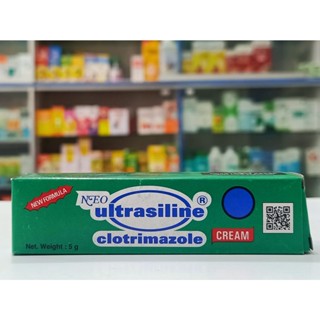 NEW FORMULA
NEO
ultrasiline®
clotrimazole
CREAM
Net. Weight : 5 g